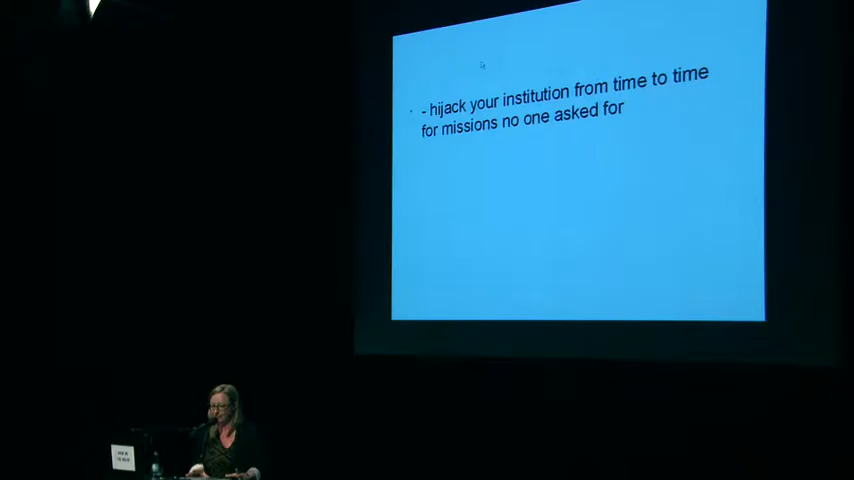 - hijack your institution from time to time
for missions no one asked for